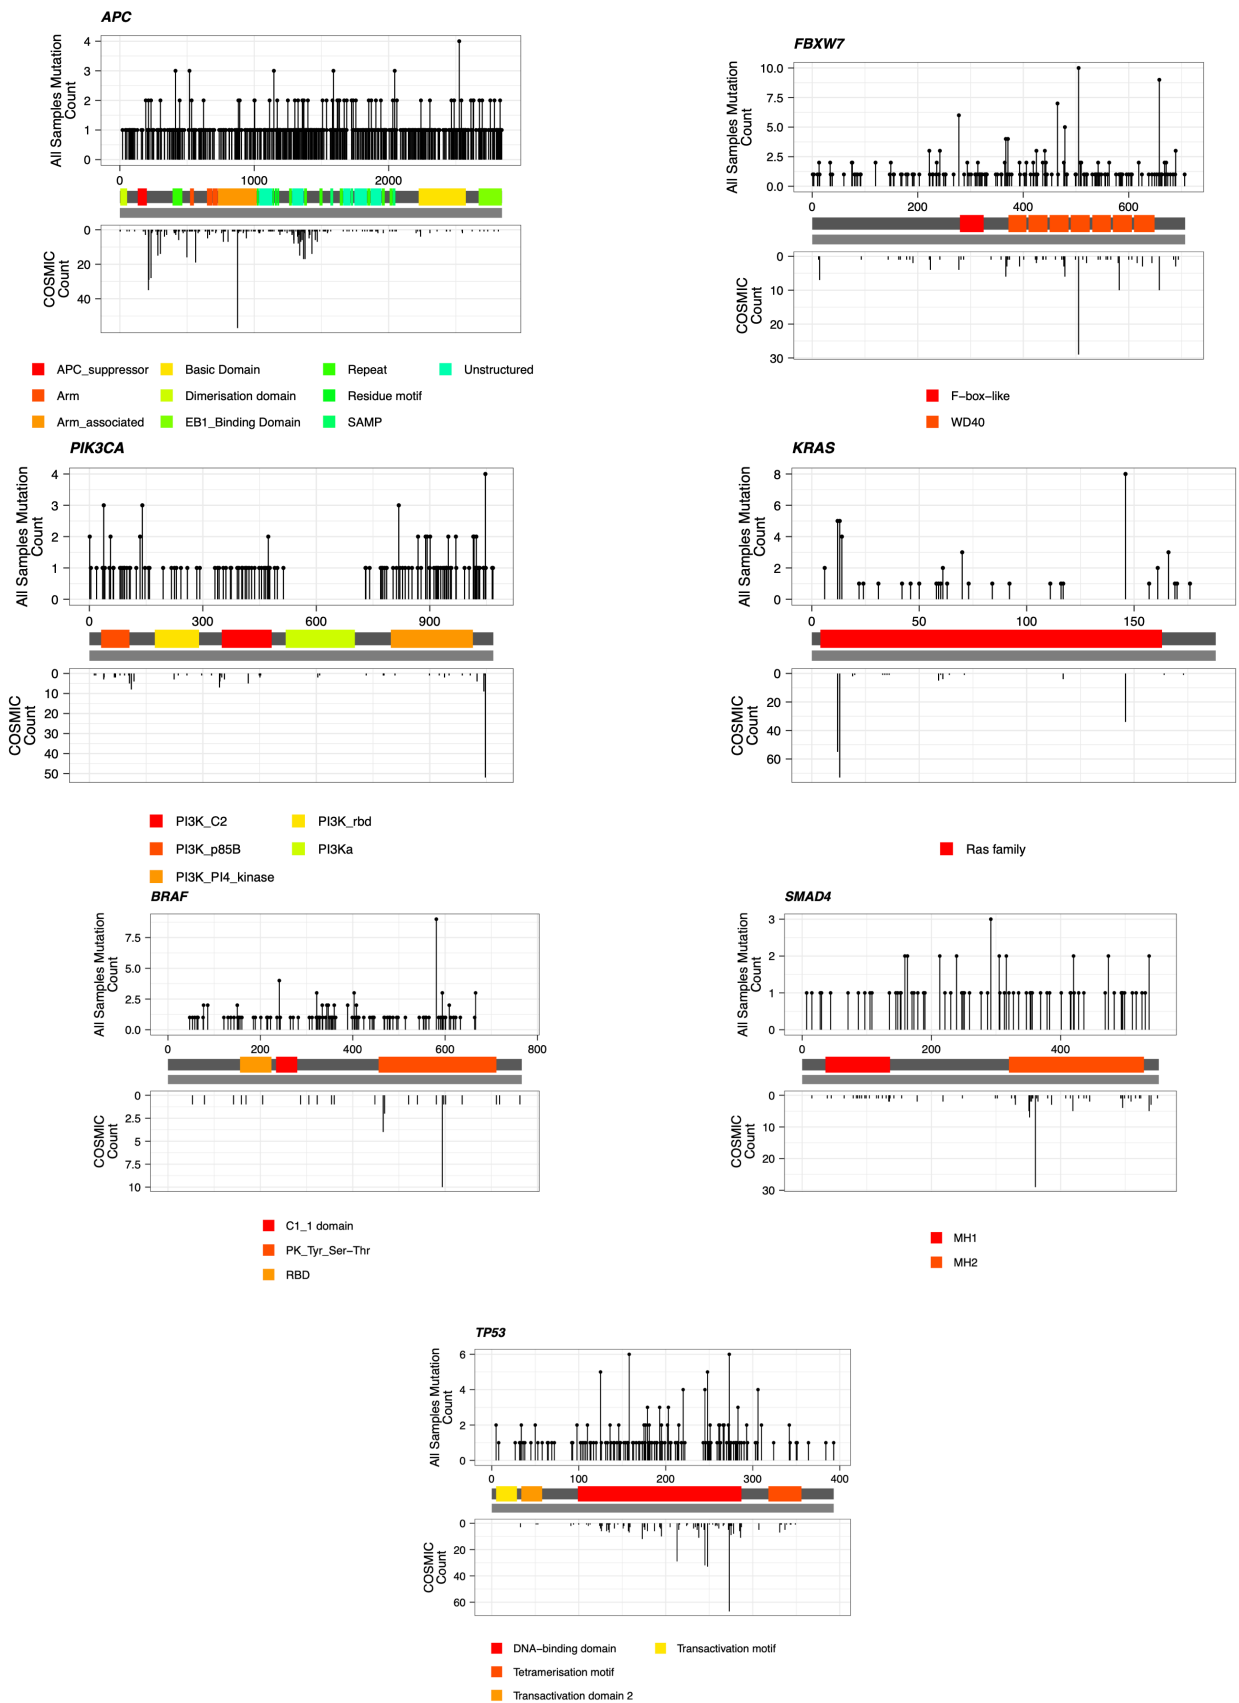 APC
All Samples Mutation
Count
4
3
2
1
0
0 1000 2000
COSMIC
Count
0
20
40
APC_suppressor Basic Domain Repeat Unstructured
Arm Dimerisation domain Residue motif
Arm_associated EB1_Binding Domain SAMP
FBXW7
All Samples Mutation
Count
10.0
7.5
5.0
2.5
0.0
0 200 400 600
COSMIC
Count
0
10
20
30
F-box-like
WD40
PIK3CA
All Samples Mutation
Count
4
3
2
1
0
0 300 600 900
COSMIC
Count
0
10
20
30
40
50
PI3K_C2 PI3K_rbd
PI3K_p85B PI3Ka
PI3K_PI4_kinase
KRAS
All Samples Mutation
Count
8
6
4
2
0
0 50 100 150
COSMIC
Count
0
20
40
60
Ras family
BRAF
All Samples Mutation
Count
7.5
5.0
2.5
0.0
0 200 400 600 800
COSMIC
Count
0
2.5
5
7.5
10
C1_1 domain
PK_Tyr_Ser-Thr
RBD
SMAD4
All Samples Mutation
Count
3
2
1
0
0 200 400
COSMIC
Count
0
10
20
30
MH1
MH2
TP53
All Samples Mutation
Count
6
4
2
0
0 100 200 300 400
COSMIC
Count
0
20
40
60
DNA-binding domain Transactivation motif
Tetramerisation motif
Transactivation domain 2